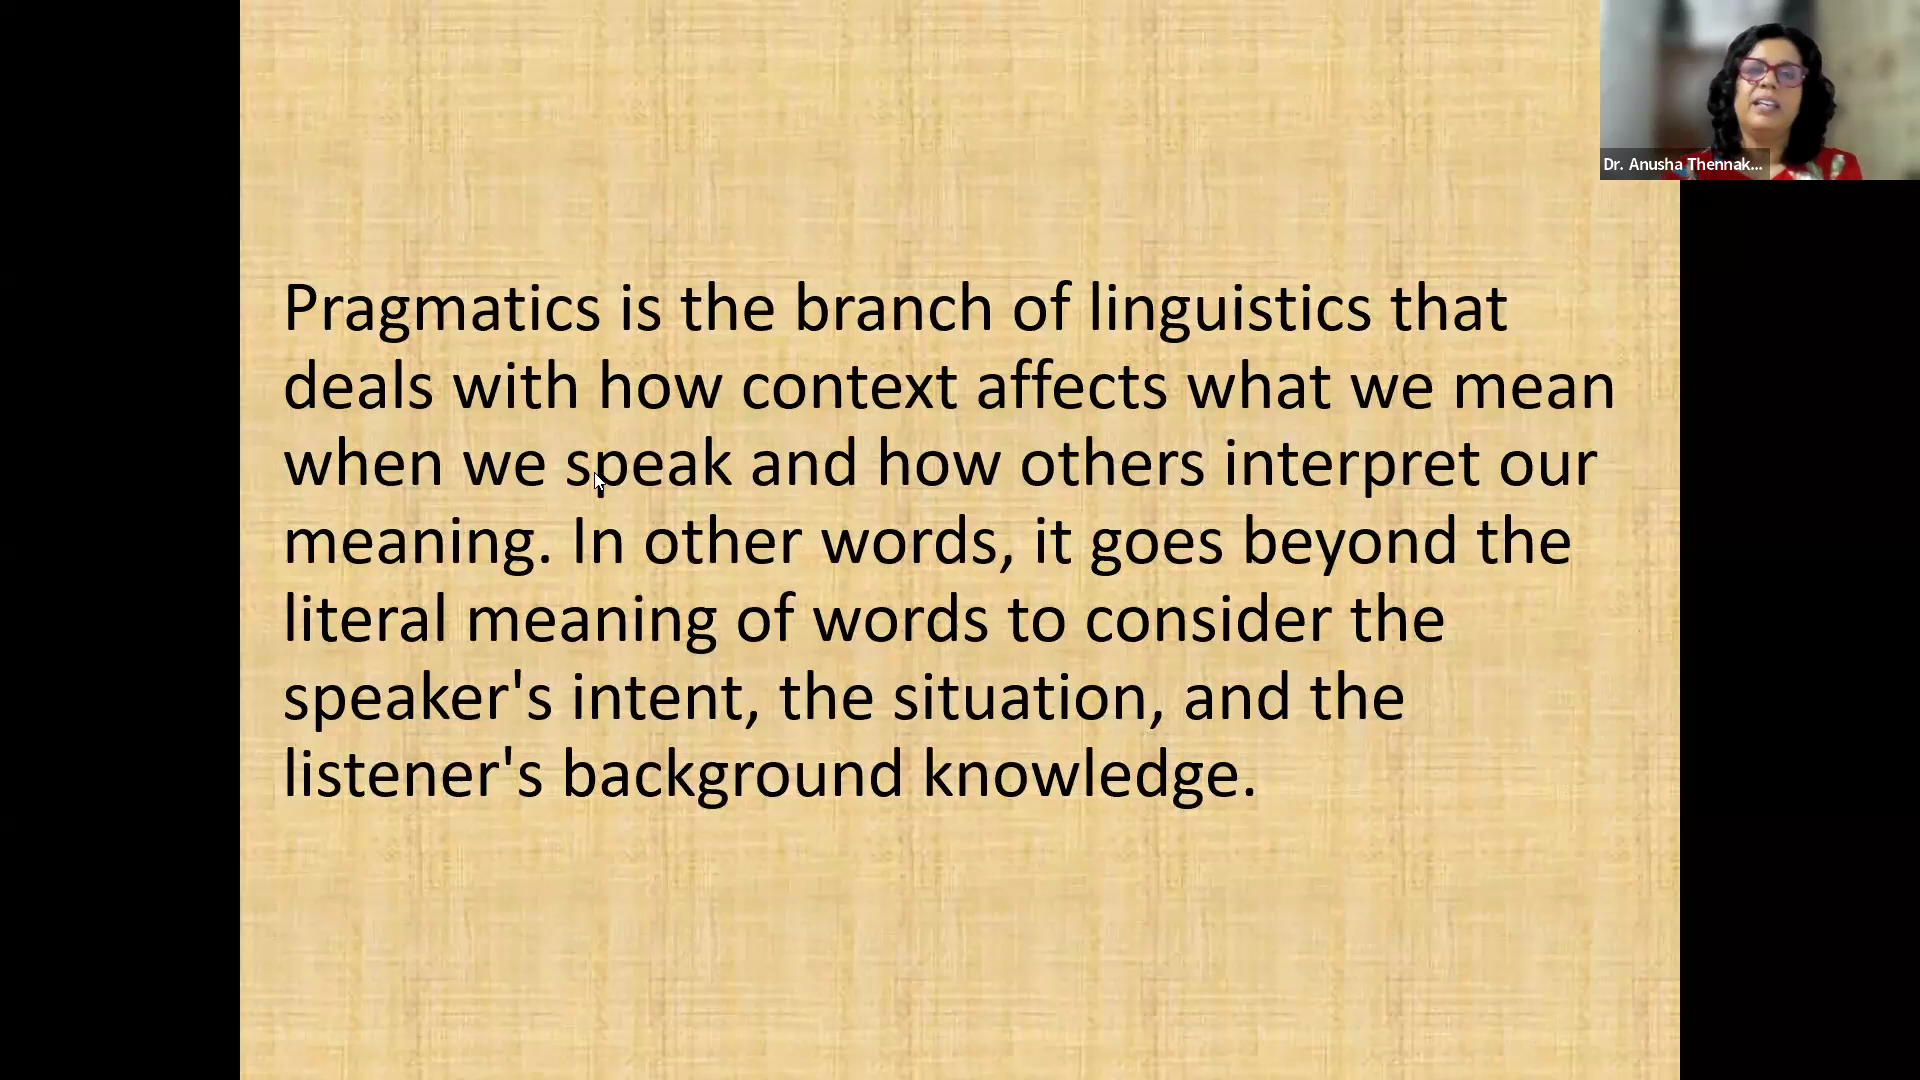 Pragmatics is the branch of linguistics that
deals with how context affects what we mean
when we speak and how others interpret our
meaning. In other words, it goes beyond the
literal meaning of words to consider the
speaker's intent, the situation, and the
listener's background knowledge.
Dr. Anusha Thennak...